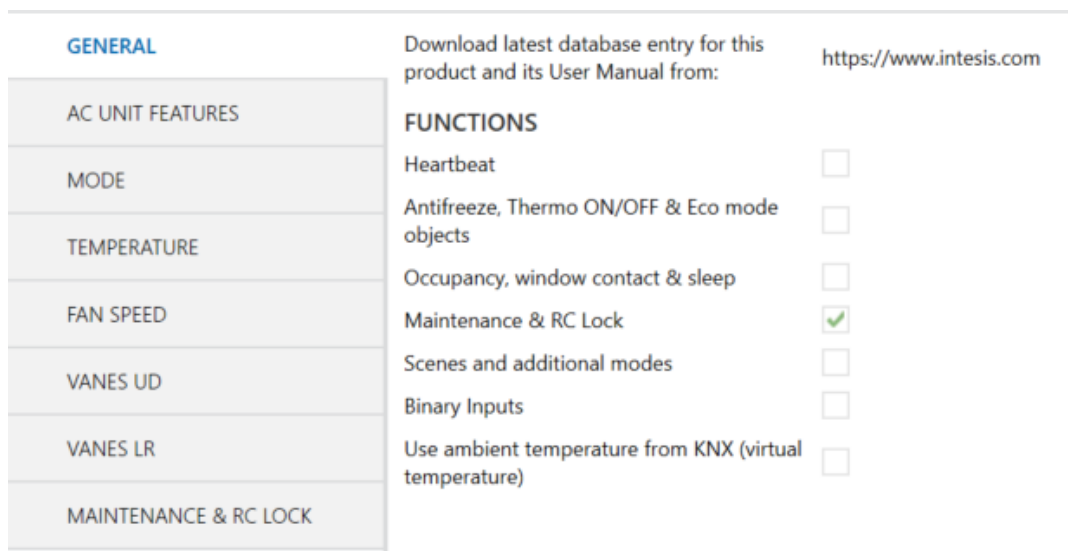 GENERAL
AC UNIT FEATURES
MODE
TEMPERATURE
FAN SPEED
VANES UD
VANES LR
MAINTENANCE & RC LOCK
Download latest database entry for this
product and its User Manual from:
https://www.intesis.com
FUNCTIONS
Heartbeat
Antifreeze, Thermo ON/OFF & Eco mode
objects
Occupancy, window contact & sleep
Maintenance & RC Lock
Scenes and additional modes
Binary Inputs
Use ambient temperature from KNX (virtual
temperature)